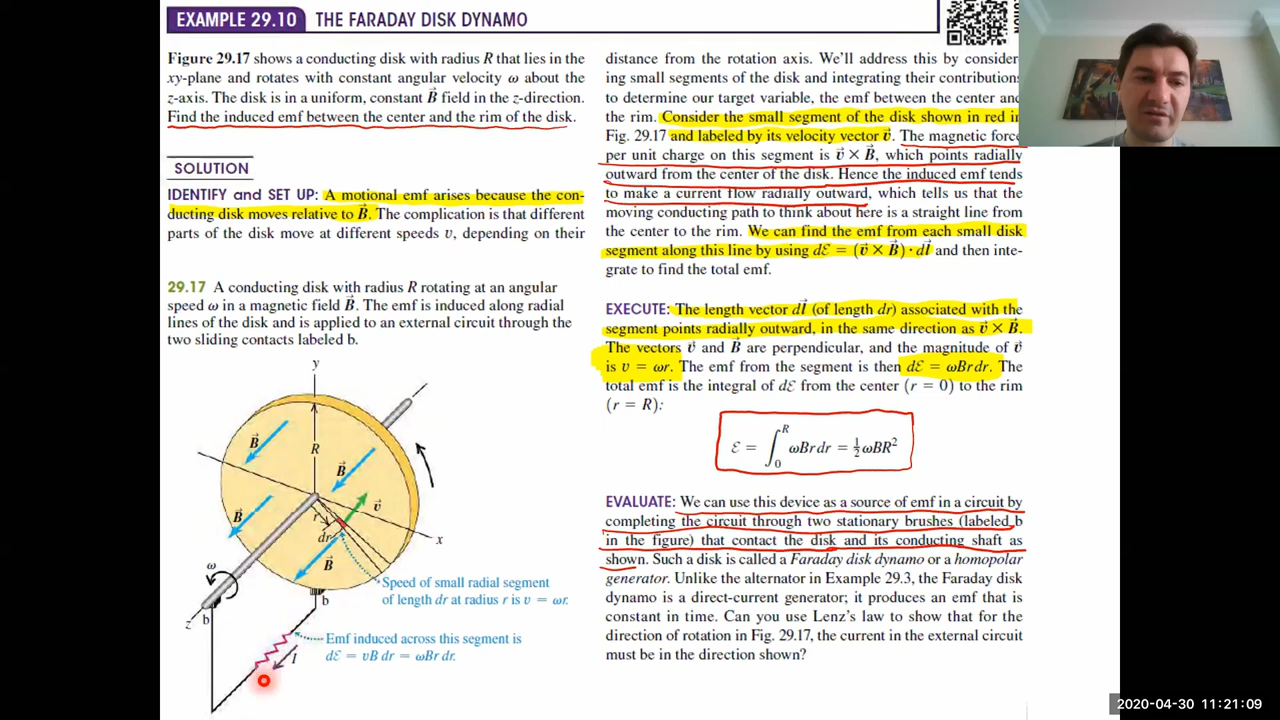 EXAMPLE 29.10 THE FARADAY DISK DYNAMO
Figure 29.17 shows a conducting disk with radius R that lies in the
xy-plane and rotates with constant angular velocity ω about the
z-axis. The disk is in a uniform, constant B⃗ field in the z-direction.
Find the induced emf between the center and the rim of the disk.
SOLUTION
IDENTIFY and SET UP: A motional emf arises because the con-
ducting disk moves relative to B⃗. The complication is that different
parts of the disk move at different speeds v, depending on their
29.17 A conducting disk with radius R rotating at an angular
speed ω in a magnetic field B⃗. The emf is induced along radial
lines of the disk and is applied to an external circuit through the
two sliding contacts labeled b.
y
R
B⃗
B⃗
B⃗
v⃗
r
dr
x
B⃗
ω
Speed of small radial segment
of length dr at radius r is v = ωr.
b
z
b
Emf induced across this segment is
dℰ = vB dr = ωBr dr.
I
distance from the rotation axis. We'll address this by consider-
ing small segments of the disk and integrating their contributions
to determine our target variable, the emf between the center and
the rim. Consider the small segment of the disk shown in red in
Fig. 29.17 and labeled by its velocity vector v⃗. The magnetic force
per unit charge on this segment is v⃗ × B⃗, which points radially
outward from the center of the disk. Hence the induced emf tends
to make a current flow radially outward, which tells us that the
moving conducting path to think about here is a straight line from
the center to the rim. We can find the emf from each small disk
segment along this line by using dℰ = (v⃗ × B⃗) · dl⃗ and then inte-
grate to find the total emf.
EXECUTE: The length vector dl⃗ (of length dr) associated with the
segment points radially outward, in the same direction as v⃗ × B⃗.
The vectors v⃗ and B⃗ are perpendicular, and the magnitude of v⃗
is v = ωr. The emf from the segment is then dℰ = ωBr dr. The
total emf is the integral of dℰ from the center (r = 0) to the rim
(r = R):
ℰ = ∫₀ᴿ ωBr dr = ½ωBR²
EVALUATE: We can use this device as a source of emf in a circuit by
completing the circuit through two stationary brushes (labeled b
in the figure) that contact the disk and its conducting shaft as
shown. Such a disk is called a Faraday disk dynamo or a homopolar
generator. Unlike the alternator in Example 29.3, the Faraday disk
dynamo is a direct-current generator; it produces an emf that is
constant in time. Can you use Lenz's law to show that for the
direction of rotation in Fig. 29.17, the current in the external circuit
must be in the direction shown?
2020-04-30 11:21:09